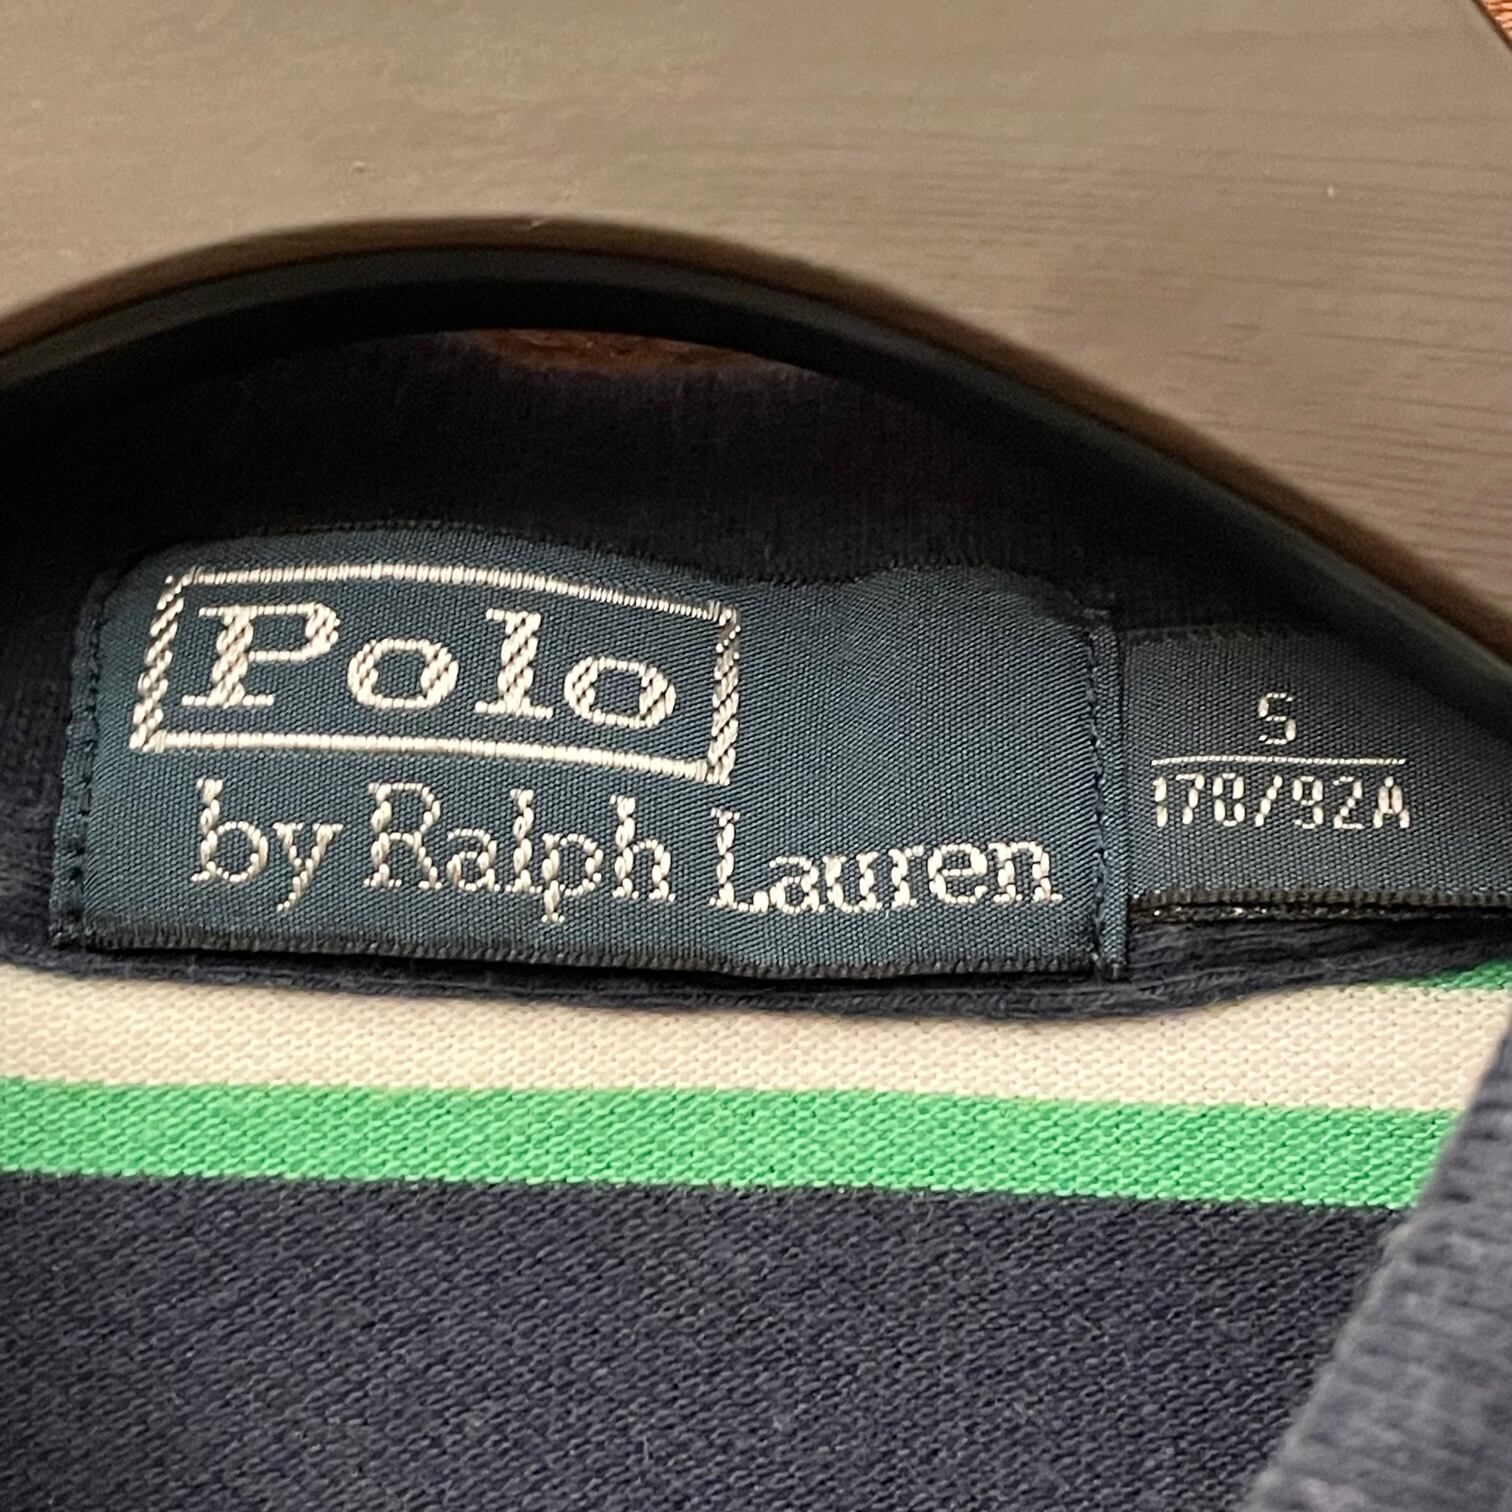 Polo
by Ralph Lauren
S
170/92A